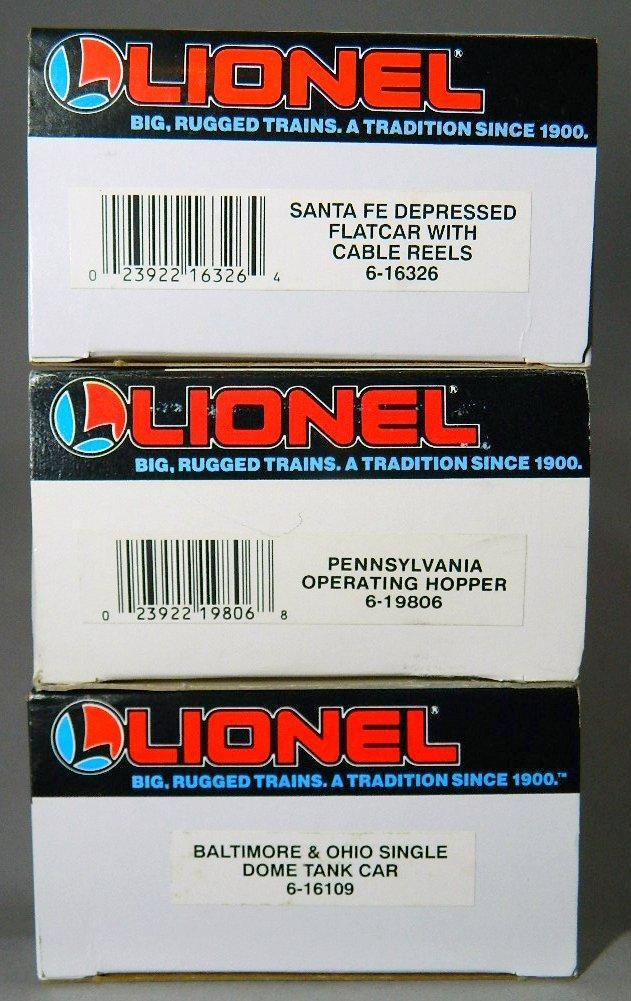 LIONEL®
BIG, RUGGED TRAINS. A TRADITION SINCE 1900.
SANTA FE DEPRESSED
FLATCAR WITH
CABLE REELS
6-16326
0 23922 16326 4
LIONEL®
BIG, RUGGED TRAINS. A TRADITION SINCE 1900.
PENNSYLVANIA
OPERATING HOPPER
6-19806
0 23922 19806 8
LIONEL®
BIG, RUGGED TRAINS. A TRADITION SINCE 1900.™
BALTIMORE & OHIO SINGLE
DOME TANK CAR
6-16109